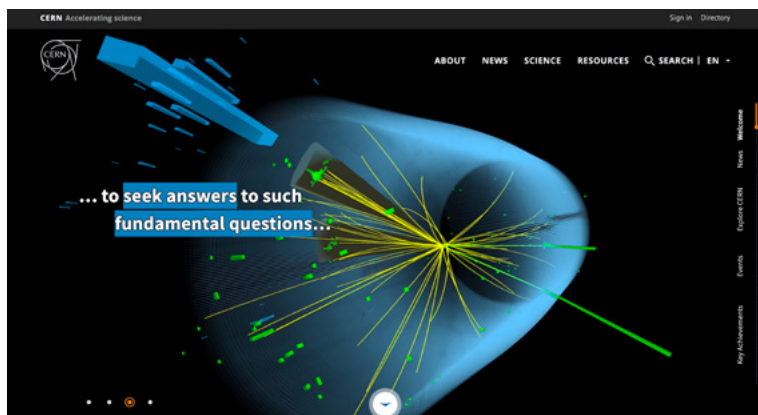 CERN Accelerating science
Sign in Directory
CERN
ABOUT NEWS SCIENCE RESOURCES SEARCH | EN
... to seek answers to such
fundamental questions...
Welcome
News
Explore CERN
Events
Key Achievements